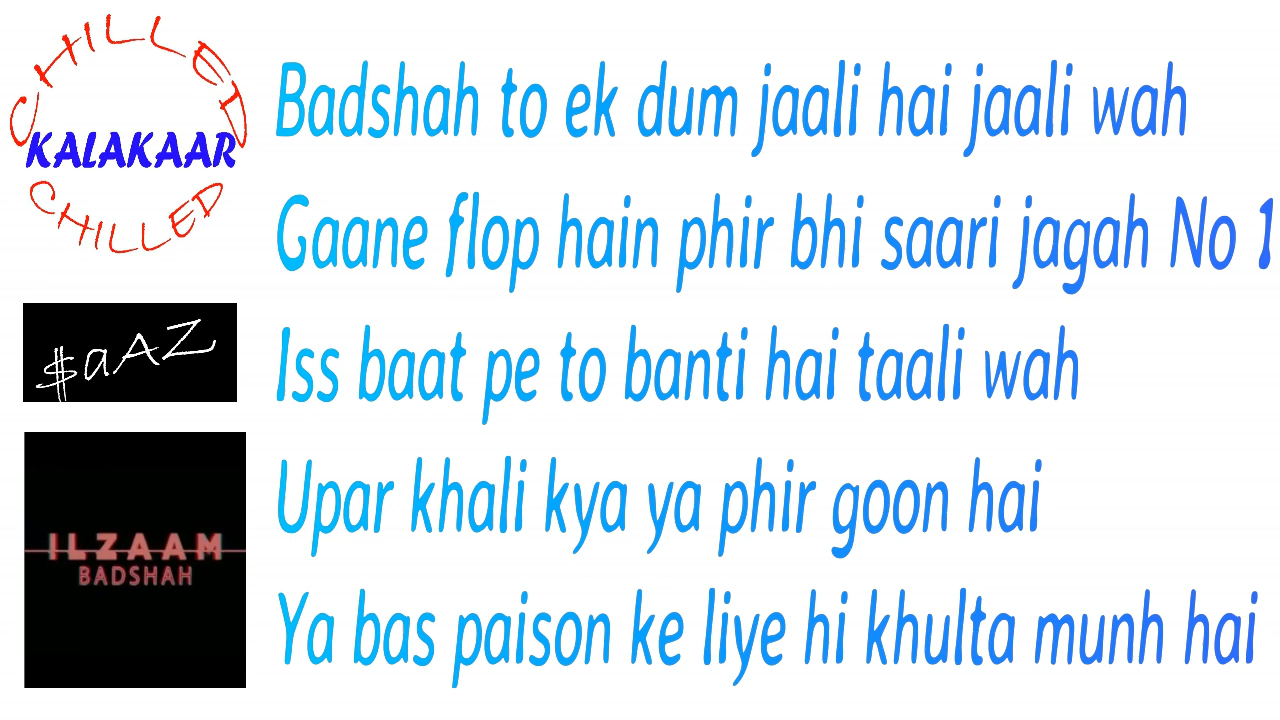 CHILLED
KALAKAAR
CHILLED
$aAZ
ILZAAM
BADSHAH
Badshah to ek dum jaali hai jaali wah
Gaane flop hain phir bhi saari jagah No 1
Iss baat pe to banti hai taali wah
Upar khali kya ya phir goon hai
Ya bas paison ke liye hi khulta munh hai